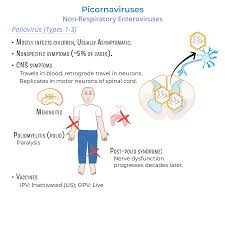 Picornaviruses
Non-Respiratory Enteroviruses
Poliovirus (Types 1-3)
• Mostly infects children, Usually Asymptomatic.
• Nonspecific symptoms (~5% of cases).
• CNS symptoms
Travels in blood, retrograde travel in neurons.
Replicates in motor neurons of spinal cord.
Meningitis
Poliomyelitis (polio)
Paralysis
Post-polio syndrome:
Nerve dysfunction
progresses decades later.
• Vaccines
IPV: Inactivated (US); OPV: Live